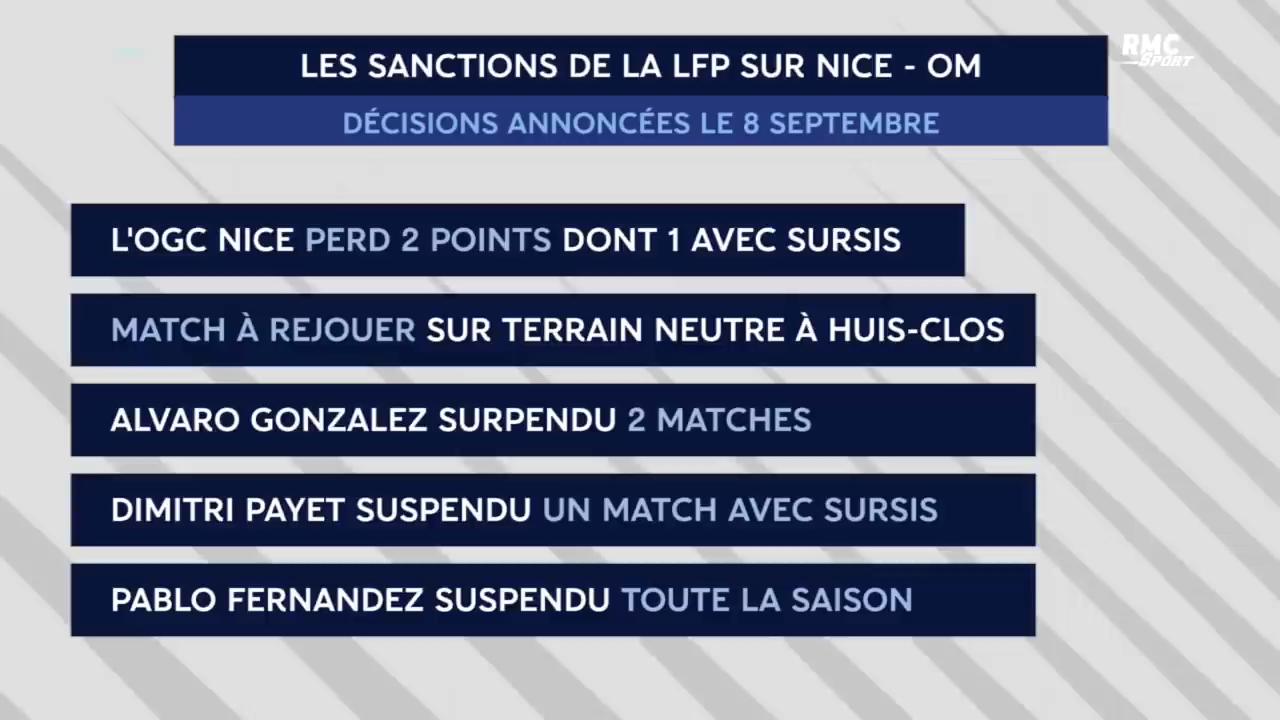 LES SANCTIONS DE LA LFP SUR NICE - OM
RMC
SPORT
DÉCISIONS ANNONCÉES LE 8 SEPTEMBRE
L'OGC NICE PERD 2 POINTS DONT 1 AVEC SURSIS
MATCH À REJOUER SUR TERRAIN NEUTRE À HUIS-CLOS
ALVARO GONZALEZ SURPENDU 2 MATCHES
DIMITRI PAYET SUSPENDU UN MATCH AVEC SURSIS
PABLO FERNANDEZ SUSPENDU TOUTE LA SAISON